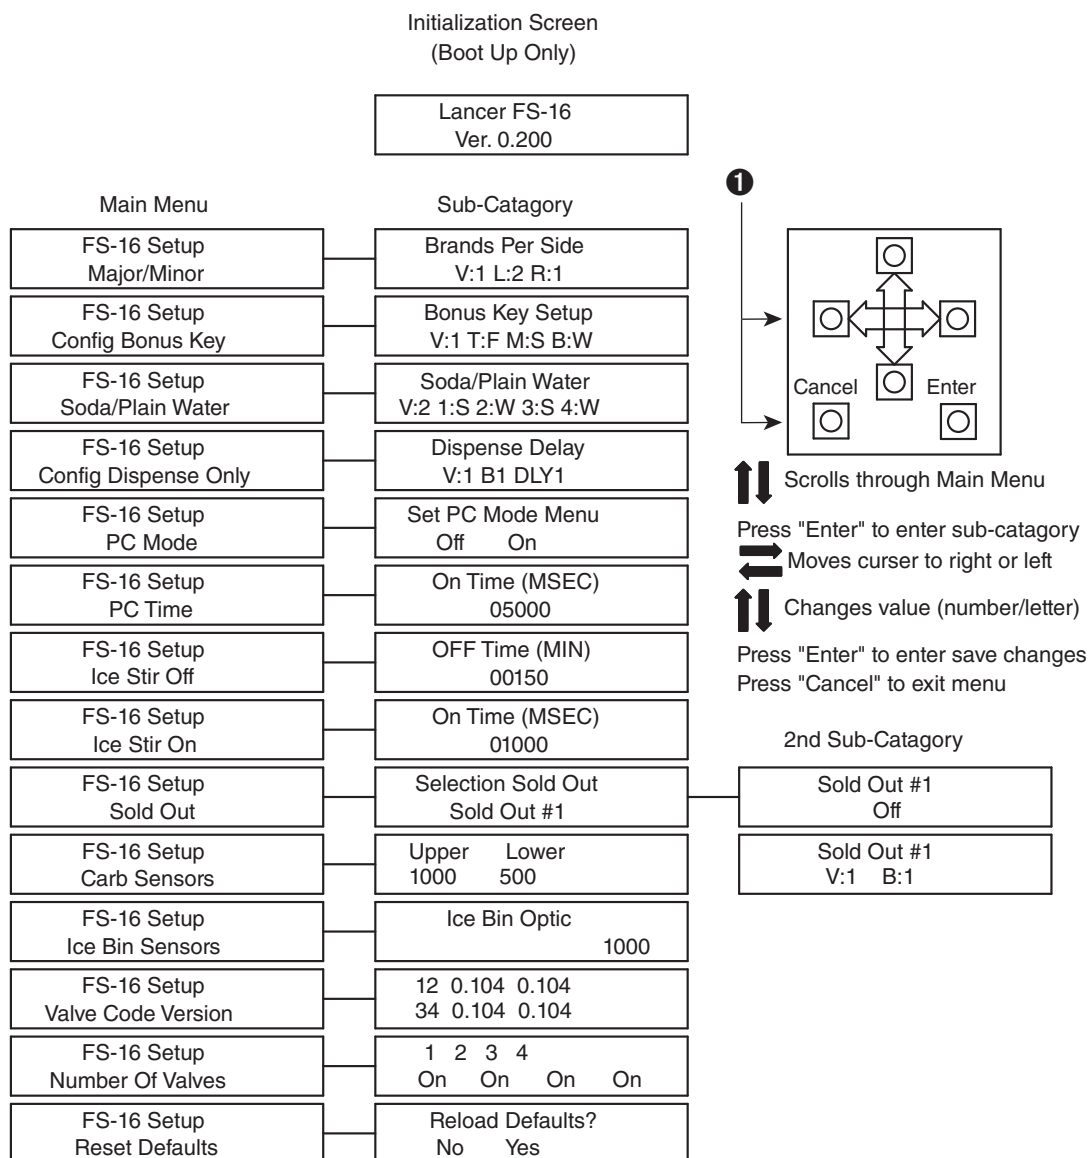 Initialization Screen
(Boot Up Only)
Lancer FS-16
Ver. 0.200
Main Menu
Sub-Catagory
FS-16 Setup
Major/Minor
Brands Per Side
V:1 L:2 R:1
FS-16 Setup
Config Bonus Key
Bonus Key Setup
V:1 T:F M:S B:W
FS-16 Setup
Soda/Plain Water
Soda/Plain Water
V:2 1:S 2:W 3:S 4:W
FS-16 Setup
Config Dispense Only
Dispense Delay
V:1 B1 DLY1
FS-16 Setup
PC Mode
Set PC Mode Menu
Off On
FS-16 Setup
PC Time
On Time (MSEC)
05000
FS-16 Setup
Ice Stir Off
OFF Time (MIN)
00150
FS-16 Setup
Ice Stir On
On Time (MSEC)
01000
FS-16 Setup
Sold Out
Selection Sold Out
Sold Out #1
FS-16 Setup
Carb Sensors
Upper Lower
1000 500
FS-16 Setup
Ice Bin Sensors
Ice Bin Optic
1000
FS-16 Setup
Valve Code Version
12 0.104 0.104
34 0.104 0.104
FS-16 Setup
Number Of Valves
1 2 3 4
On On On On
FS-16 Setup
Reset Defaults
Reload Defaults?
No Yes
❶
Cancel Enter
Scrolls through Main Menu
Press "Enter" to enter sub-catagory
Moves curser to right or left
Changes value (number/letter)
Press "Enter" to enter save changes
Press "Cancel" to exit menu
2nd Sub-Catagory
Sold Out #1
Off
Sold Out #1
V:1 B:1